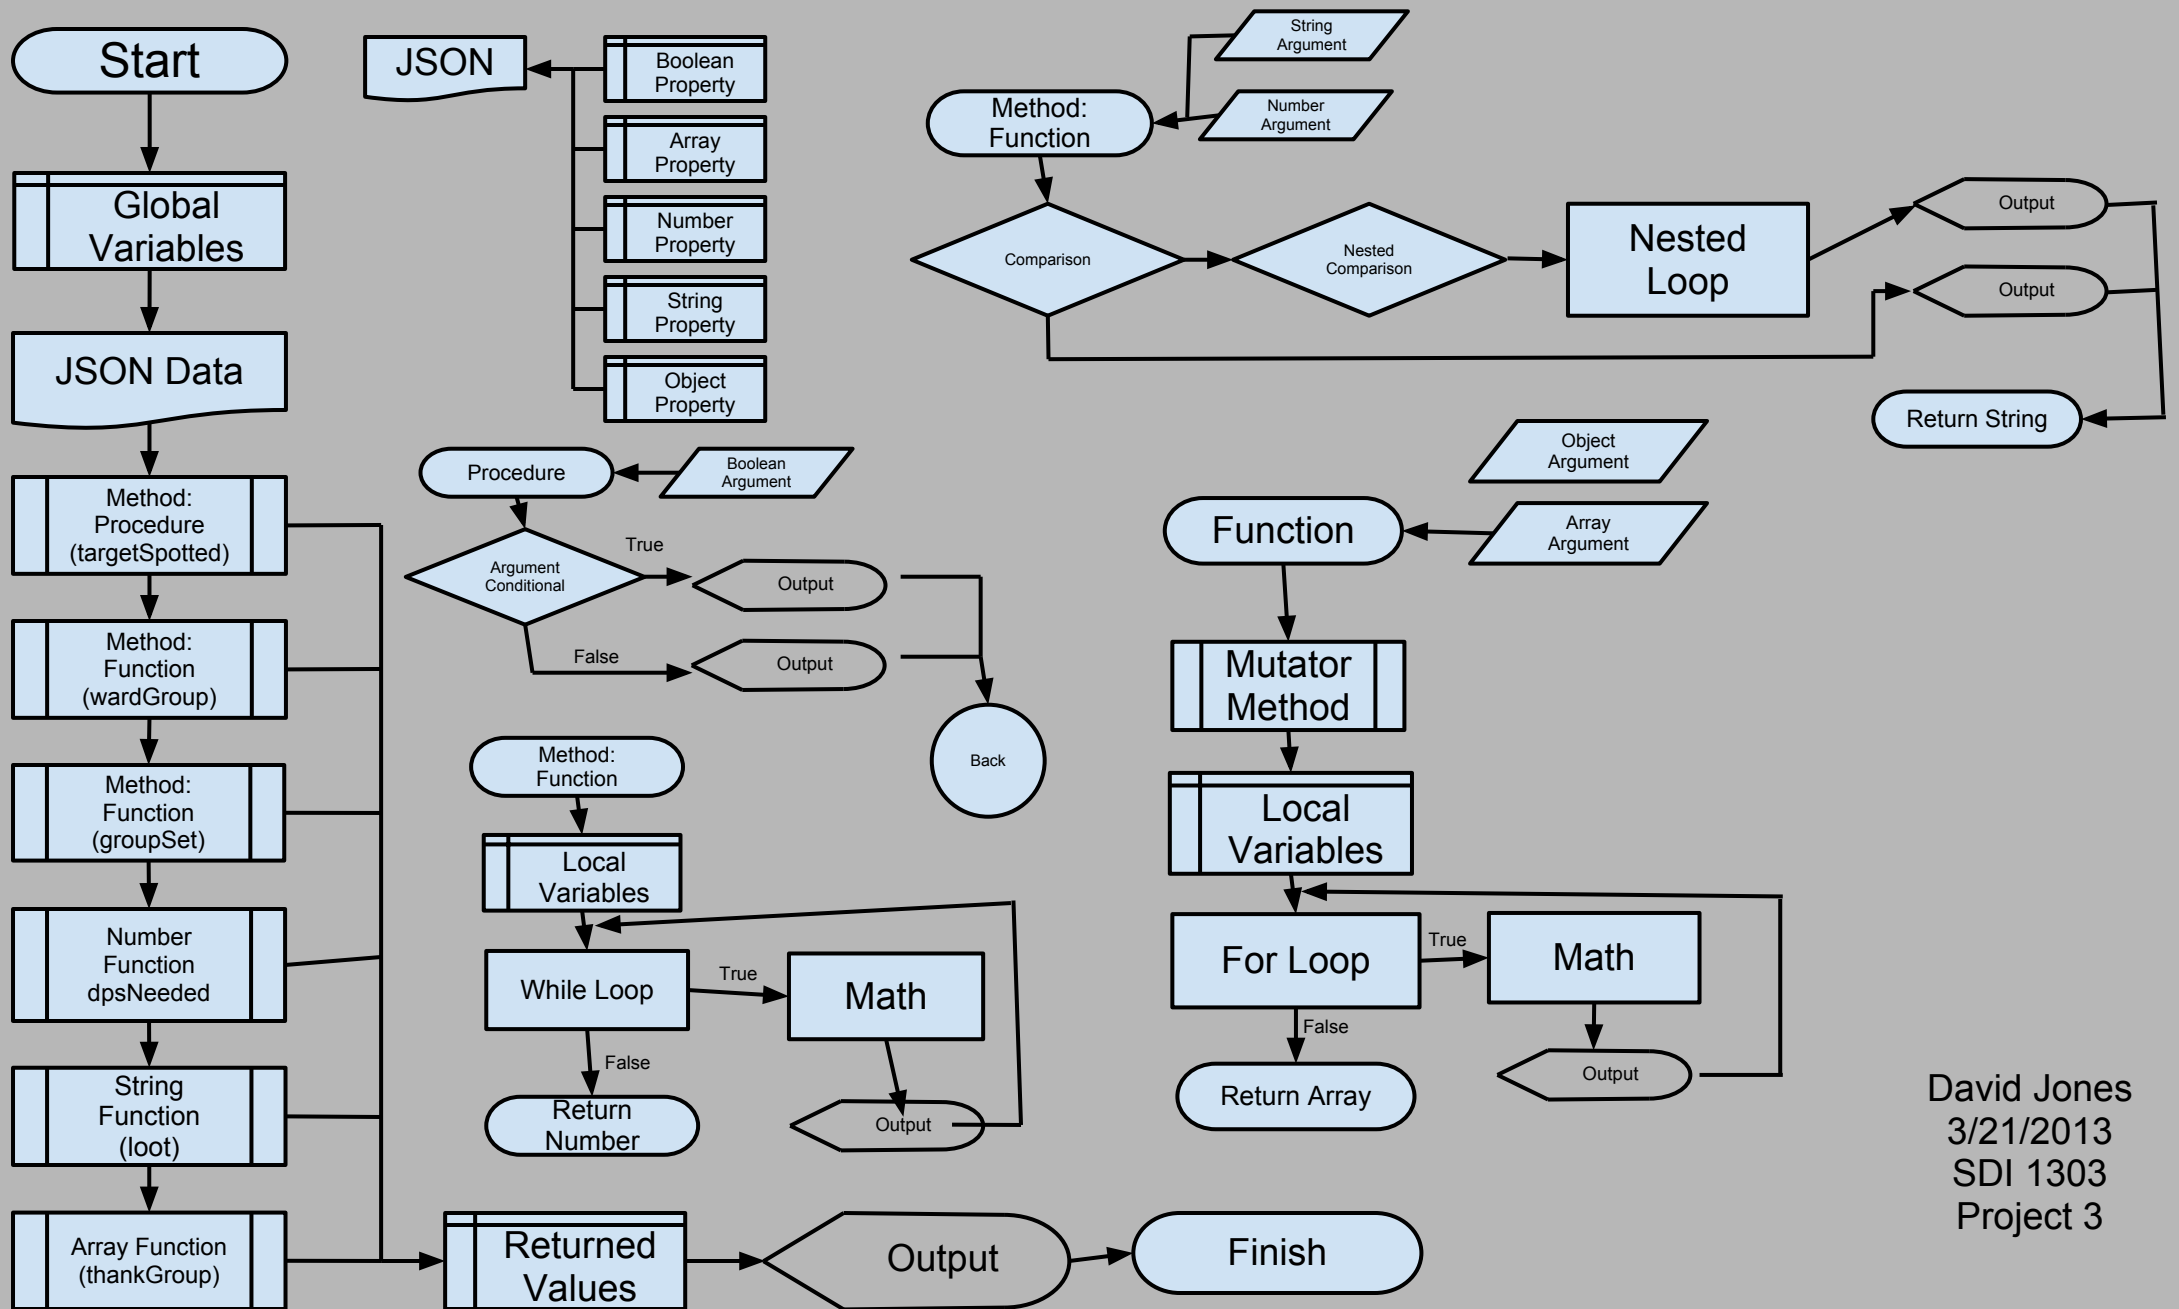 Start
Global
Variables
JSON Data
Method:
Procedure
(targetSpotted)
Method:
Function
(wardGroup)
Method:
Function
(groupSet)
Number
Function
dpsNeeded
String
Function
(loot)
Array Function
(thankGroup)
JSON
Boolean
Property
Array
Property
Number
Property
String
Property
Object
Property
String
Argument
Number
Argument
Method:
Function
Comparison
Nested
Comparison
Nested
Loop
Output
Output
Return String
Procedure
Boolean
Argument
Argument
Conditional
True
Output
False
Output
Back
Method:
Function
Local
Variables
While Loop
True
Math
False
Return
Number
Output
Object
Argument
Array
Argument
Function
Mutator
Method
Local
Variables
For Loop
True
Math
False
Return Array
Output
Returned
Values
Output
Finish
David Jones
3/21/2013
SDI 1303
Project 3